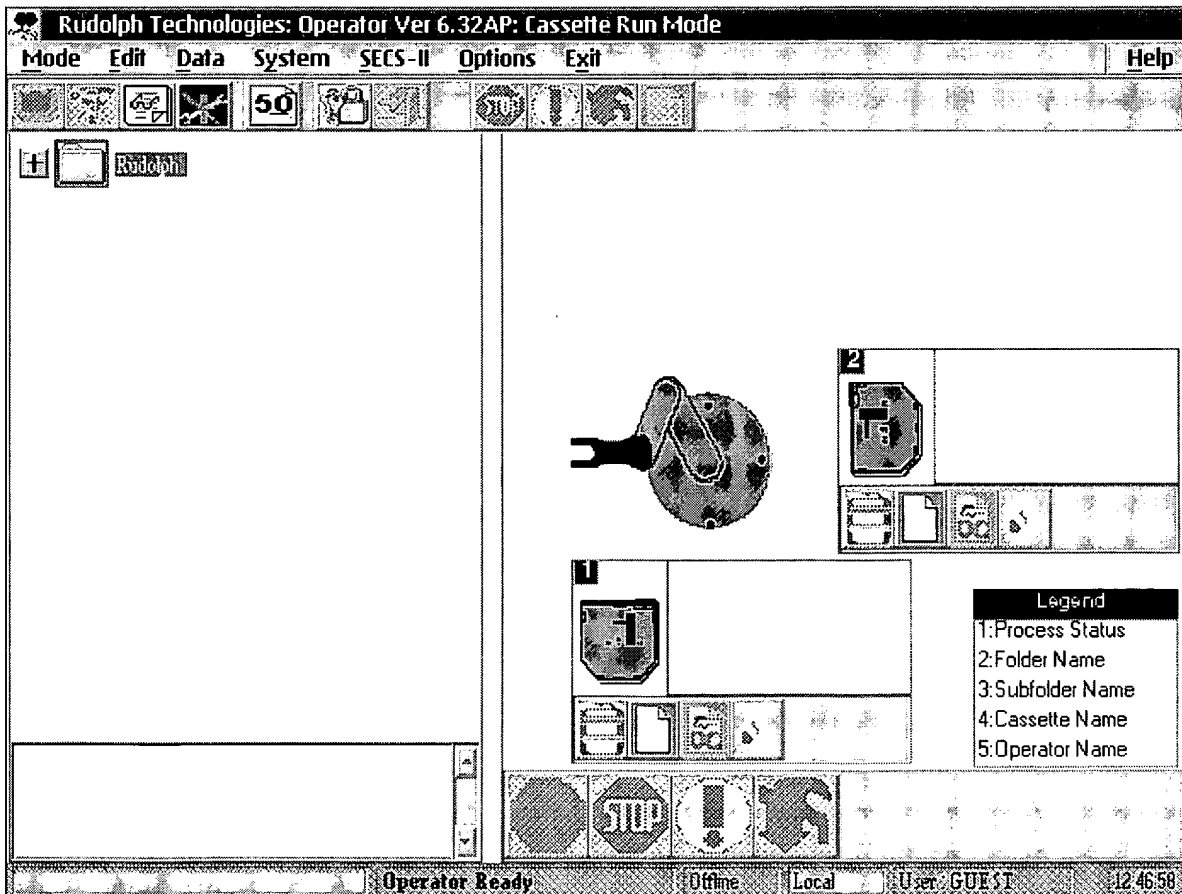 Rudolph Technologies: Operator Ver 6.32AP: Cassette Run Mode
Mode Edit Data System SECS-II Options Exit Help
50 STOP
Rudolph
2
1
Legend
1:Process Status
2:Folder Name
3:Subfolder Name
4:Cassette Name
5:Operator Name
STOP
Operator Ready Offline Local User: GUEST 12:46:58